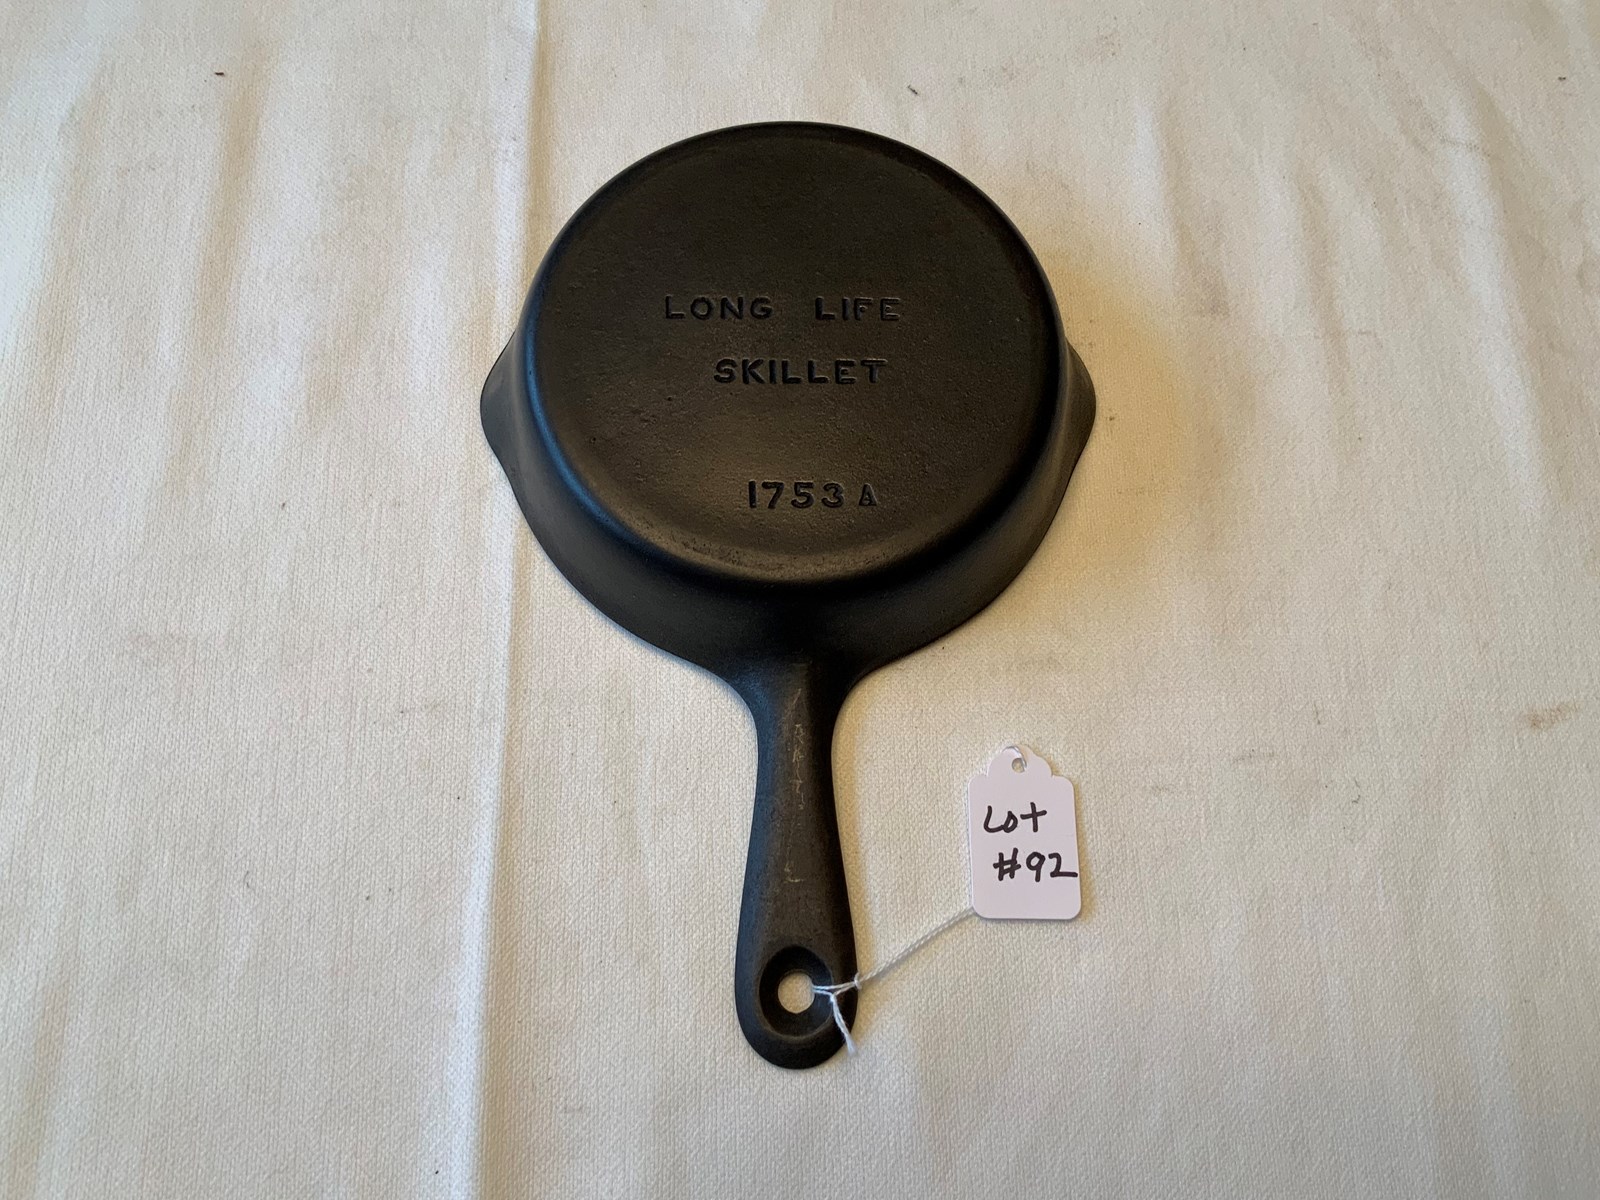 LONG LIFE
SKILLET
1753 A
Lot
#92